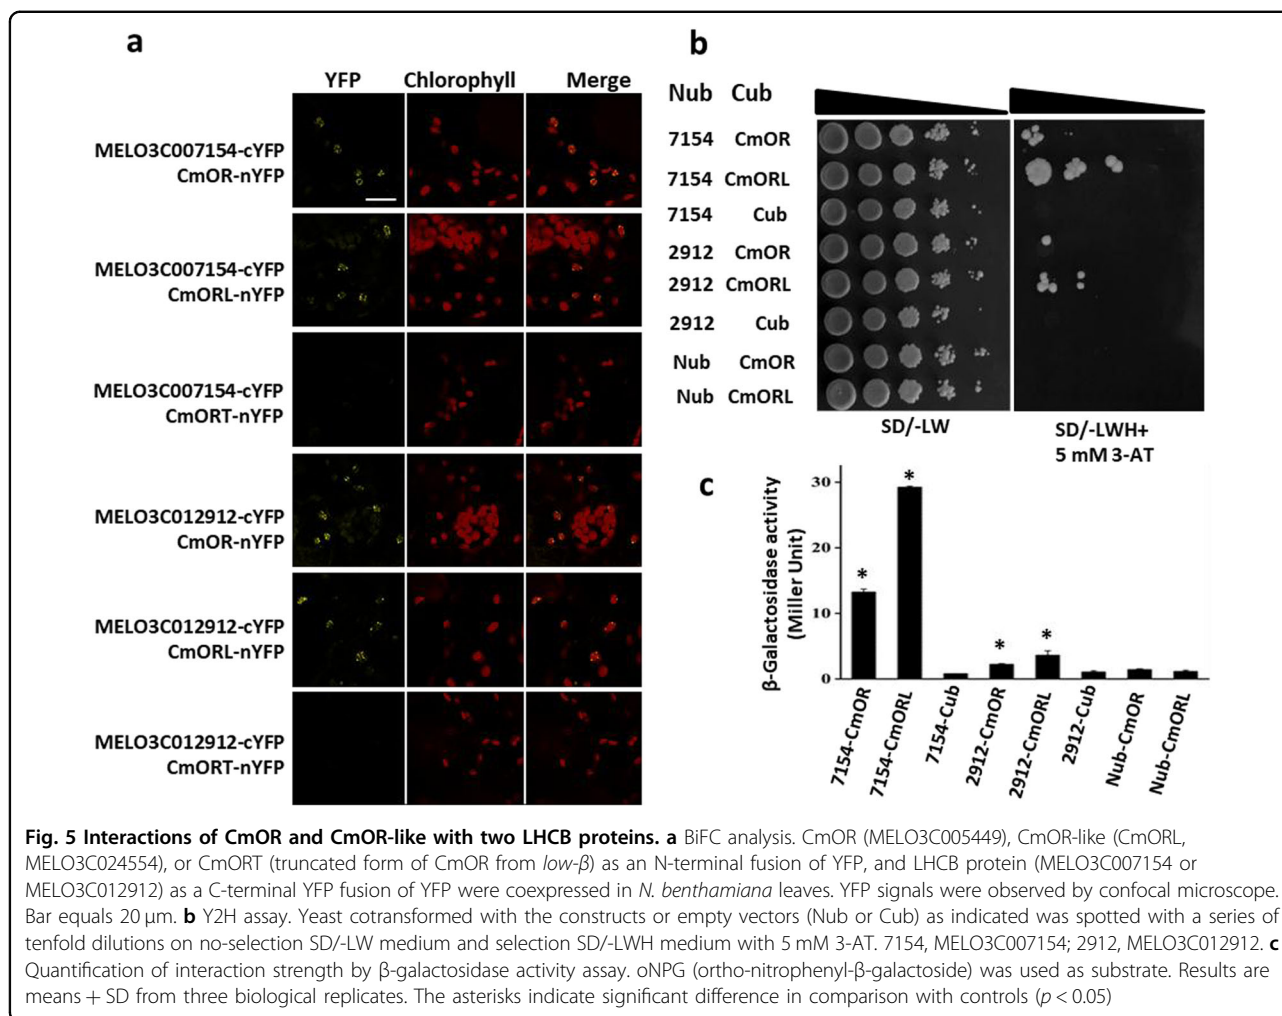 a
YFP Chlorophyll Merge
MELO3C007154-cYFP
CmOR-nYFP
MELO3C007154-cYFP
CmORL-nYFP
MELO3C007154-cYFP
CmORT-nYFP
MELO3C012912-cYFP
CmOR-nYFP
MELO3C012912-cYFP
CmORL-nYFP
MELO3C012912-cYFP
CmORT-nYFP
b
Nub Cub
7154 CmOR
7154 CmORL
7154 Cub
2912 CmOR
2912 CmORL
2912 Cub
Nub CmOR
Nub CmORL
SD/-LW
SD/-LWH+
5 mM 3-AT
c
β-Galactosidase activity
(Miller Unit)
30
20
10
0
*
*
*
*
7154-CmOR
7154-CmORL
7154-Cub
2912-CmOR
2912-CmORL
2912-Cub
Nub-CmOR
Nub-CmORL
Fig. 5 Interactions of CmOR and CmOR-like with two LHCB proteins. a BiFC analysis. CmOR (MELO3C005449), CmOR-like (CmORL,
MELO3C024554), or CmORT (truncated form of CmOR from low-β) as an N-terminal fusion of YFP, and LHCB protein (MELO3C007154 or
MELO3C012912) as a C-terminal YFP fusion of YFP were coexpressed in N. benthamiana leaves. YFP signals were observed by confocal microscope.
Bar equals 20 μm. b Y2H assay. Yeast cotransformed with the constructs or empty vectors (Nub or Cub) as indicated was spotted with a series of
tenfold dilutions on no-selection SD/-LW medium and selection SD/-LWH medium with 5 mM 3-AT. 7154, MELO3C007154; 2912, MELO3C012912. c
Quantification of interaction strength by β-galactosidase activity assay. oNPG (ortho-nitrophenyl-β-galactoside) was used as substrate. Results are
means + SD from three biological replicates. The asterisks indicate significant difference in comparison with controls (p < 0.05)